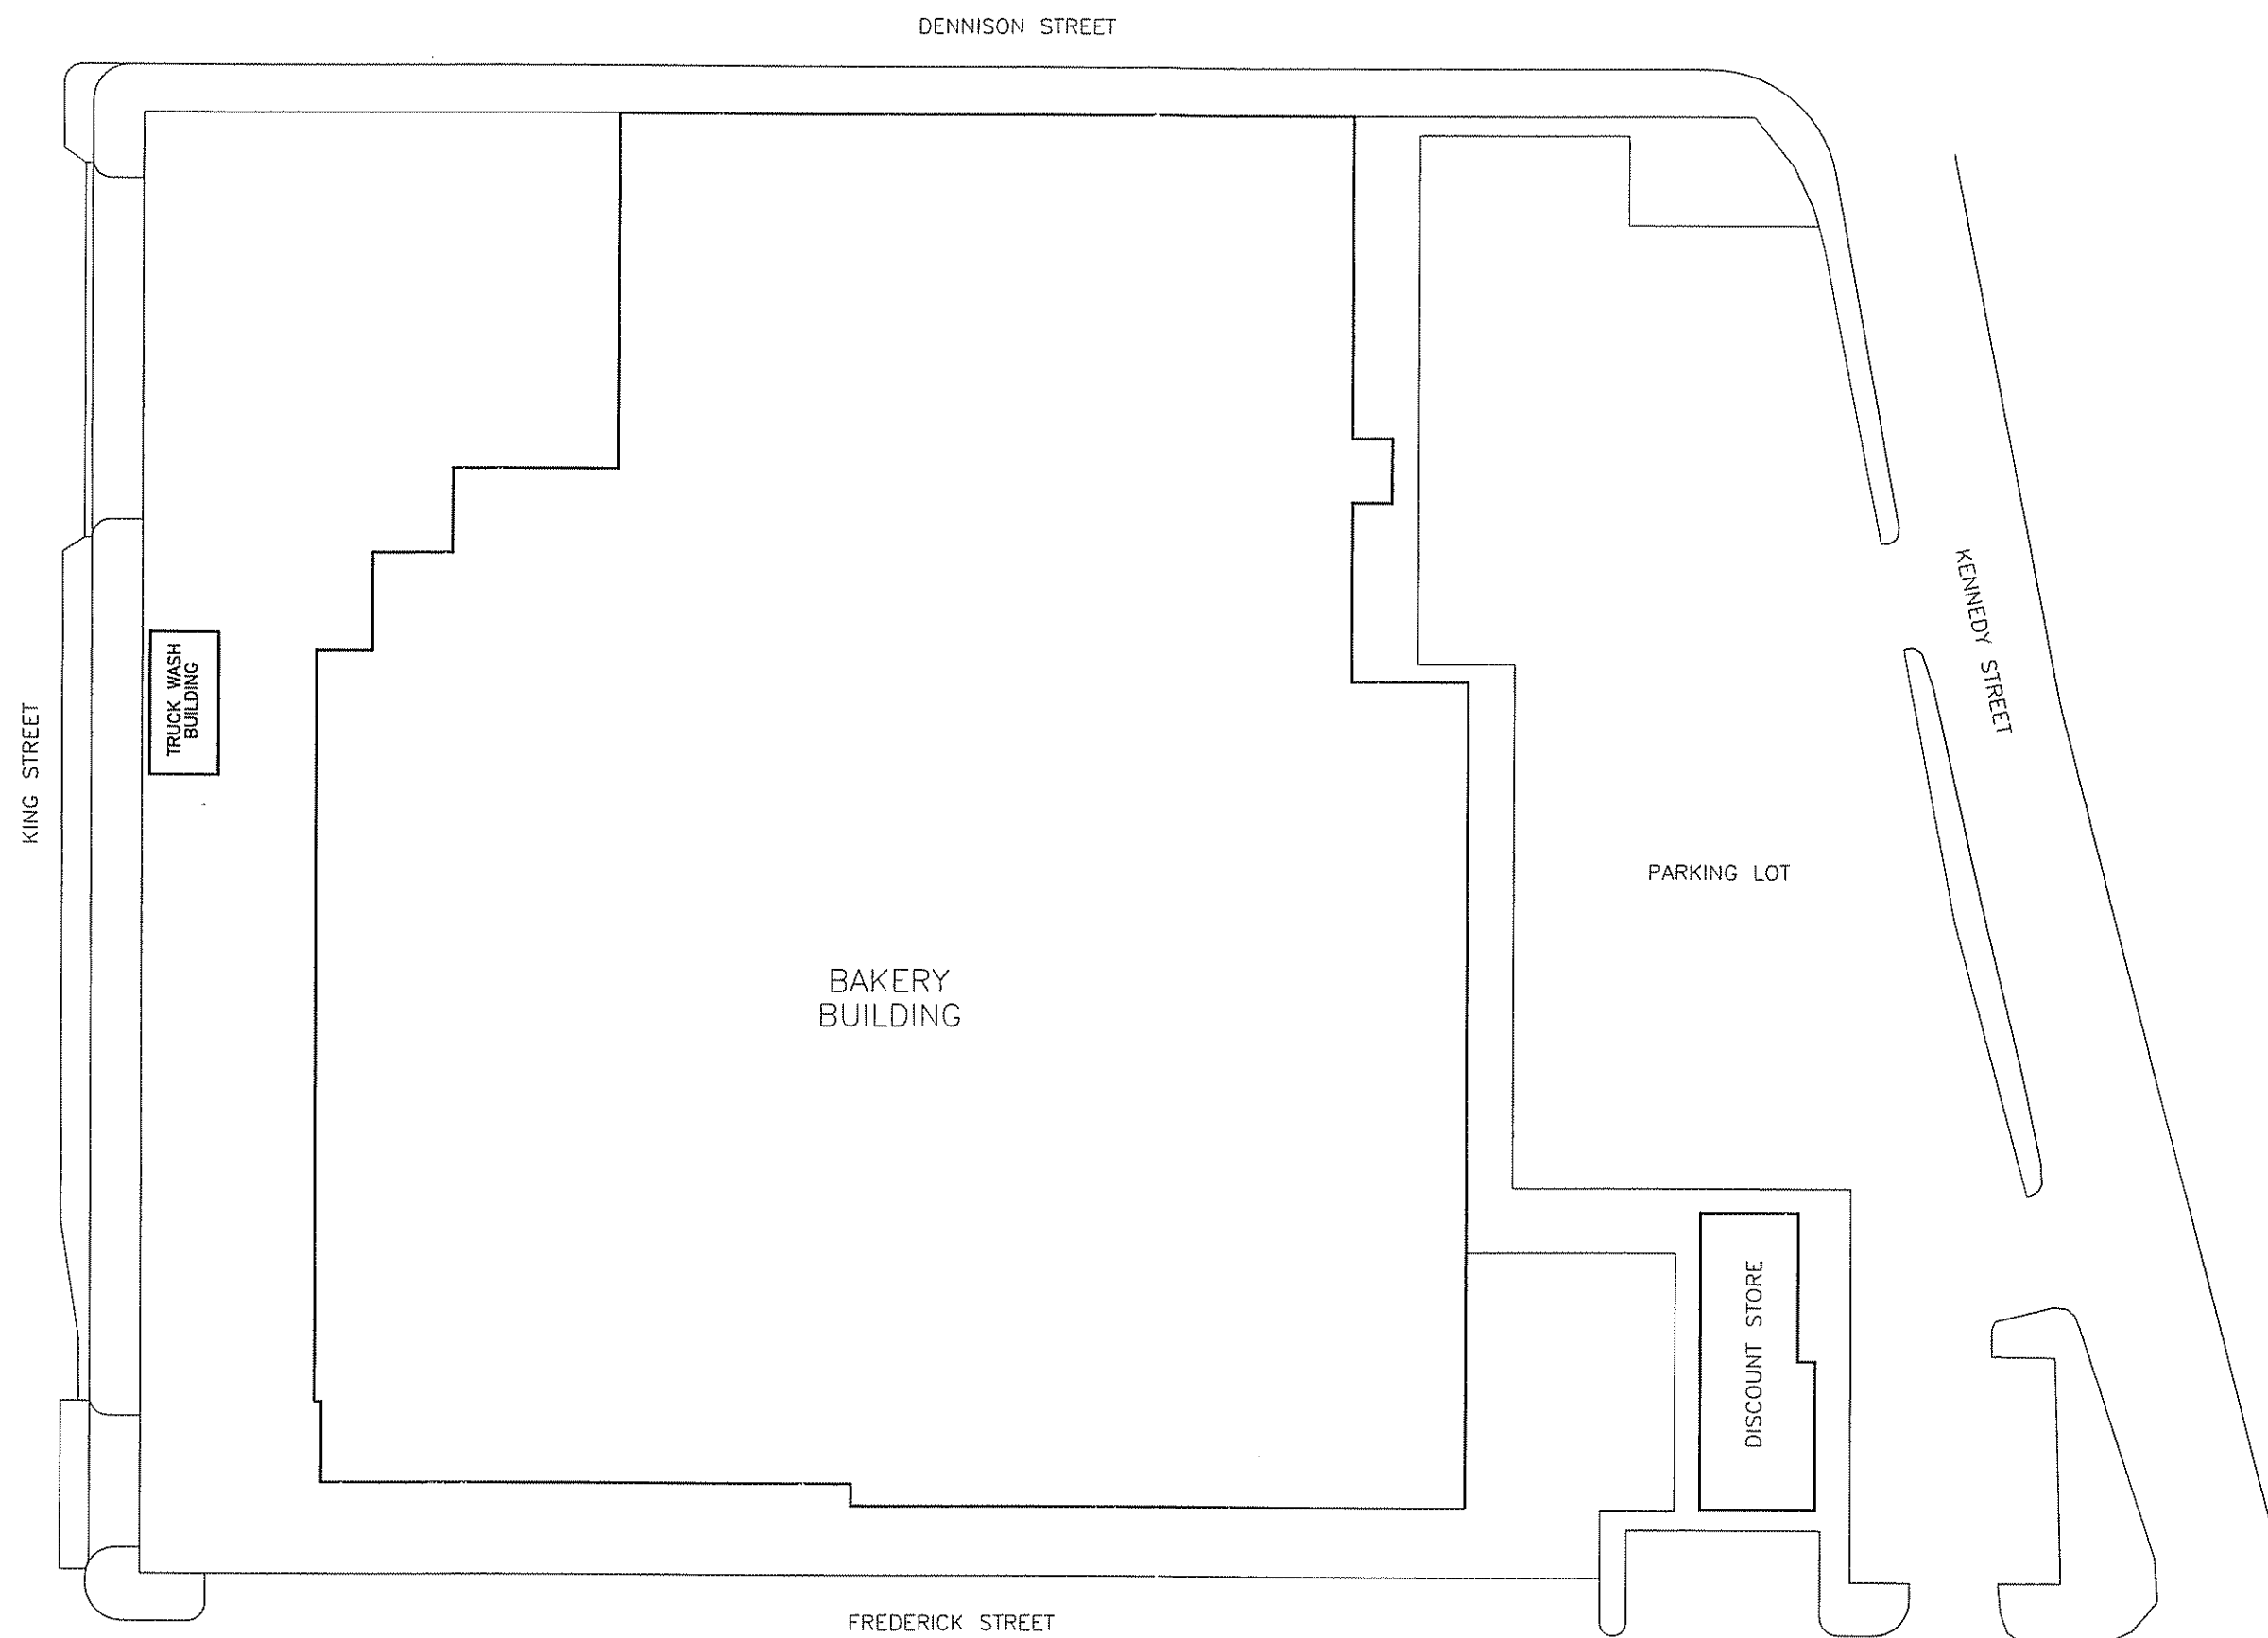 DENNISON STREET
KENNEDY STREET
TRUCK WASH
BUILDING
KING STREET
PARKING LOT
BAKERY
BUILDING
DISCOUNT STORE
FREDERICK STREET